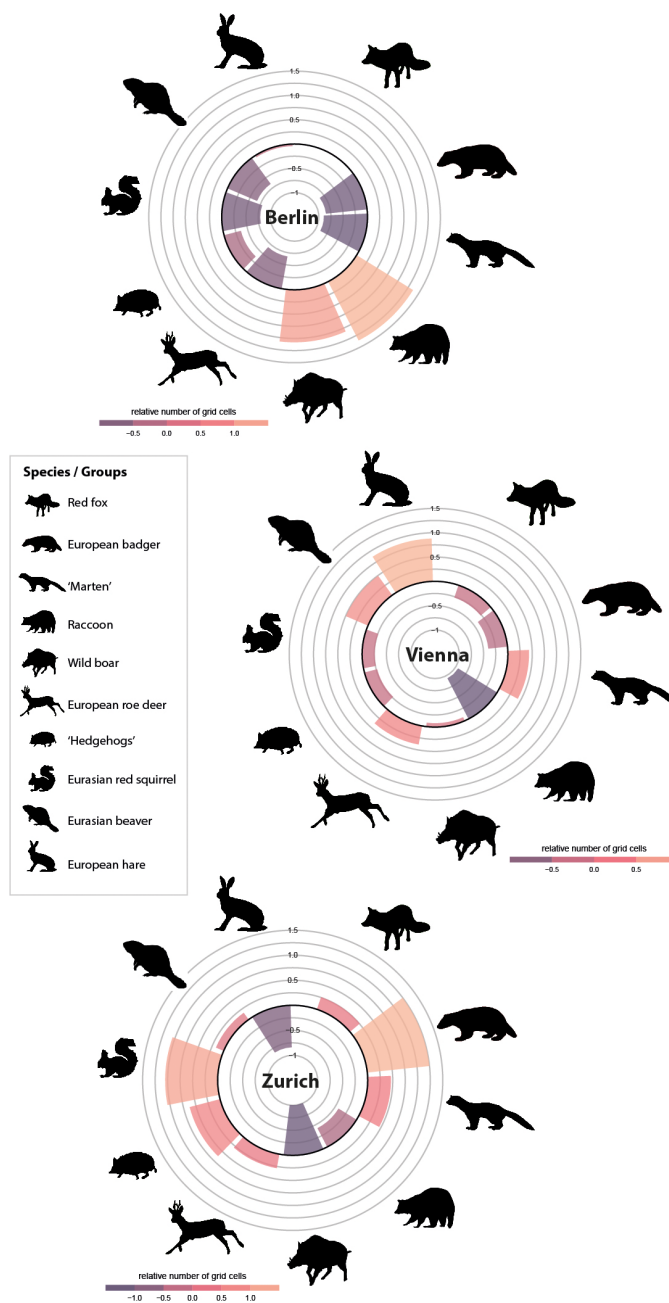 1.5
1.0
0.5
−0.5
−1
Berlin
relative number of grid cells
−0.5 0.0 0.5 1.0
Species / Groups
Red fox
European badger
‘Marten’
Raccoon
Wild boar
European roe deer
‘Hedgehogs’
Eurasian red squirrel
Eurasian beaver
European hare
1.5
1.0
0.5
−0.5
−1
Vienna
relative number of grid cells
−0.5 0.0 0.5
1.5
1.0
0.5
−0.5
−1
Zurich
relative number of grid cells
−1.0 −0.5 0.0 0.5 1.0